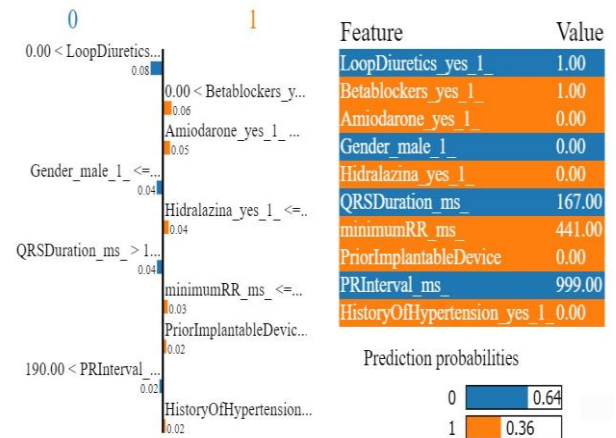 0 1
0.00 < LoopDiuretics...
0.08
0.00 < Betablockers_y...
0.06
Amiodarone_yes_1_ ...
0.05
Gender_male_1_ <=...
0.04
Hidralazina_yes_1_ <=..
0.04
QRSDuration_ms_ > 1...
0.04
minimumRR_ms_ <=...
0.03
PriorImplantableDevic...
0.02
190.00 < PRInterval_...
0.02
HistoryOfHypertension...
0.02
Feature Value
LoopDiuretics_yes_1_ 1.00
Betablockers_yes_1_ 1.00
Amiodarone_yes_1_ 0.00
Gender_male_1_ 0.00
Hidralazina_yes_1_ 0.00
QRSDuration_ms_ 167.00
minimumRR_ms_ 441.00
PriorImplantableDevice 0.00
PRInterval_ms_ 999.00
HistoryOfHypertension_yes_1_ 0.00
Prediction probabilities
0 0.64
1 0.36